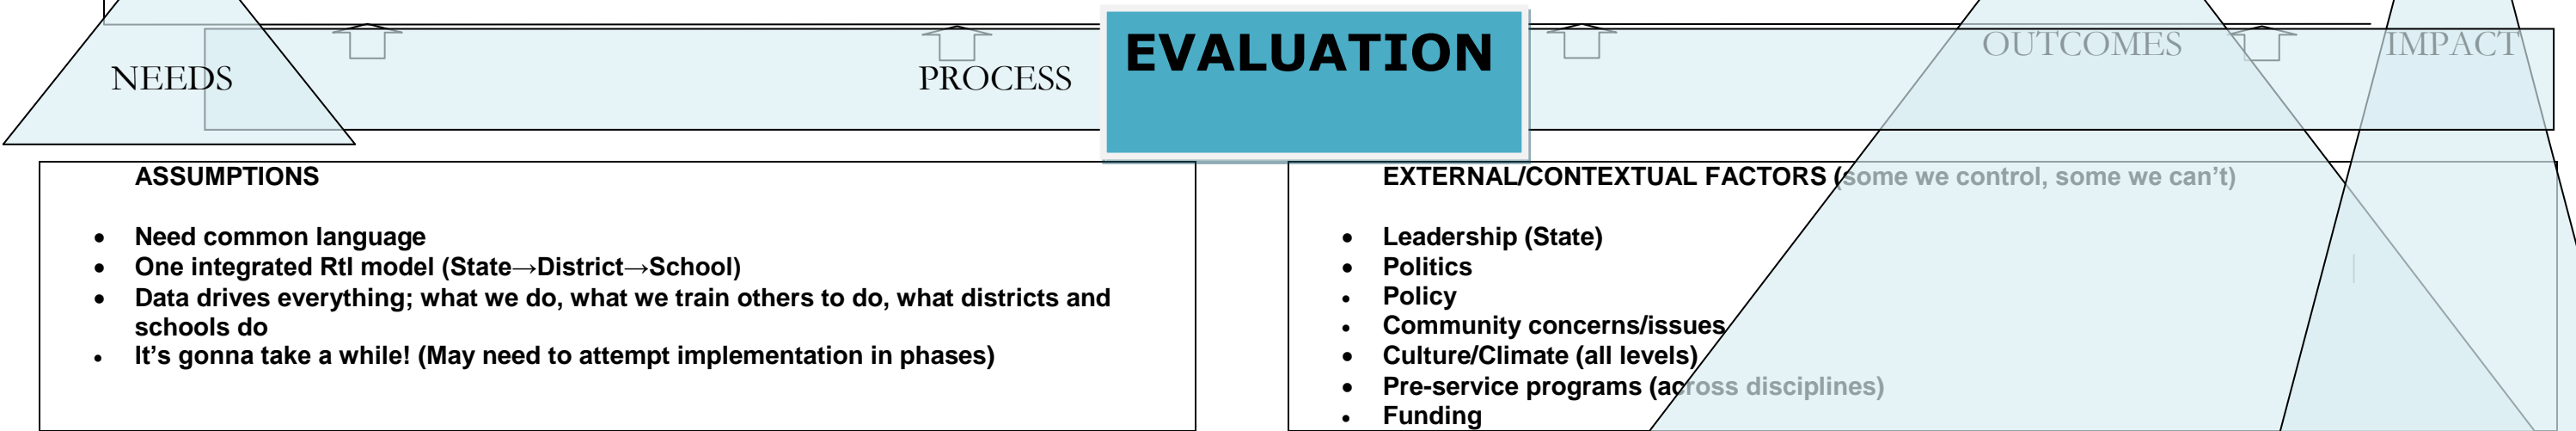 NEEDS
PROCESS
EVALUATION
OUTCOMES
IMPACT
ASSUMPTIONS
• Need common language
• One integrated RtI model (State→District→School)
• Data drives everything; what we do, what we train others to do, what districts and
schools do
• It's gonna take a while! (May need to attempt implementation in phases)
EXTERNAL/CONTEXTUAL FACTORS (some we control, some we can't)
• Leadership (State)
• Politics
• Policy
• Community concerns/issues
• Culture/Climate (all levels)
• Pre-service programs (across disciplines)
• Funding